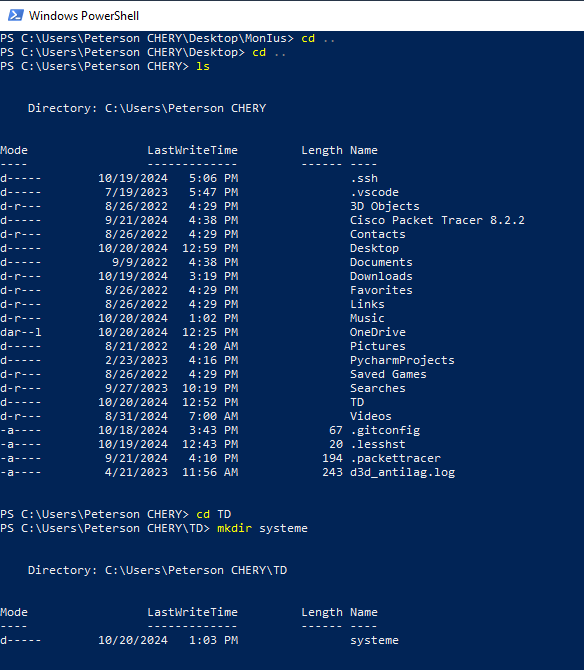 Windows PowerShell
PS C:\Users\Peterson CHERY\Desktop\MonIus> cd ..
PS C:\Users\Peterson CHERY\Desktop> cd ..
PS C:\Users\Peterson CHERY> ls
Directory: C:\Users\Peterson CHERY
Mode LastWriteTime Length Name
---- ------------- ------ ----
d----- 10/19/2024 5:06 PM .ssh
d----- 7/19/2023 5:47 PM .vscode
d-r--- 8/26/2022 4:29 PM 3D Objects
d----- 9/21/2024 4:38 PM Cisco Packet Tracer 8.2.2
d-r--- 8/26/2022 4:29 PM Contacts
d----- 10/20/2024 12:59 PM Desktop
d----- 9/9/2022 4:38 PM Documents
d-r--- 10/19/2024 3:19 PM Downloads
d-r--- 8/26/2022 4:29 PM Favorites
d-r--- 8/26/2022 4:29 PM Links
d-r--- 10/20/2024 1:02 PM Music
dar--l 10/20/2024 12:25 PM OneDrive
d----- 8/21/2022 4:20 AM Pictures
d----- 2/23/2023 4:16 PM PycharmProjects
d-r--- 8/26/2022 4:29 PM Saved Games
d-r--- 9/27/2023 10:19 PM Searches
d----- 10/20/2024 12:52 PM TD
d-r--- 8/31/2024 7:00 AM Videos
-a---- 10/18/2024 3:43 PM 67 .gitconfig
-a---- 10/19/2024 12:43 PM 20 .lesshst
-a---- 9/21/2024 4:10 PM 194 .packettracer
-a---- 4/21/2023 11:56 AM 243 d3d_antilag.log
PS C:\Users\Peterson CHERY> cd TD
PS C:\Users\Peterson CHERY\TD> mkdir systeme
Directory: C:\Users\Peterson CHERY\TD
Mode LastWriteTime Length Name
---- ------------- ------ ----
d----- 10/20/2024 1:03 PM systeme